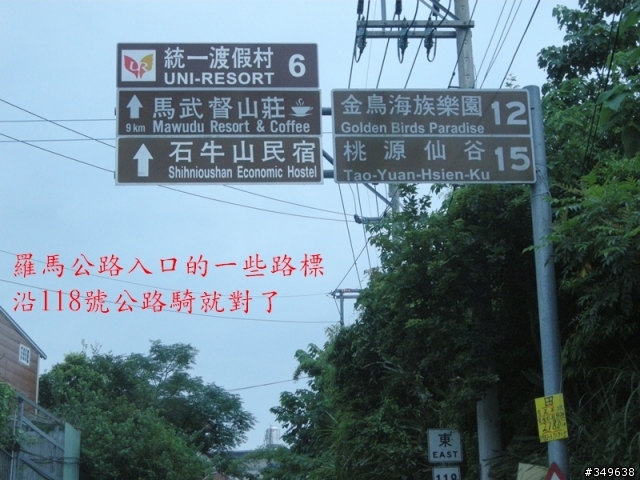 統一渡假村 6
UNI-RESORT
馬武督山莊
9 km Mawudu Resort & Coffee
石牛山民宿
Shihnioushan Economic Hostel
金鳥海族樂園 12
Golden Birds Paradise
桃源仙谷 15
Tao-Yuan-Hsien-Ku
羅馬公路入口的一些路標
沿118號公路騎就對了
東
EAST
118
#349638